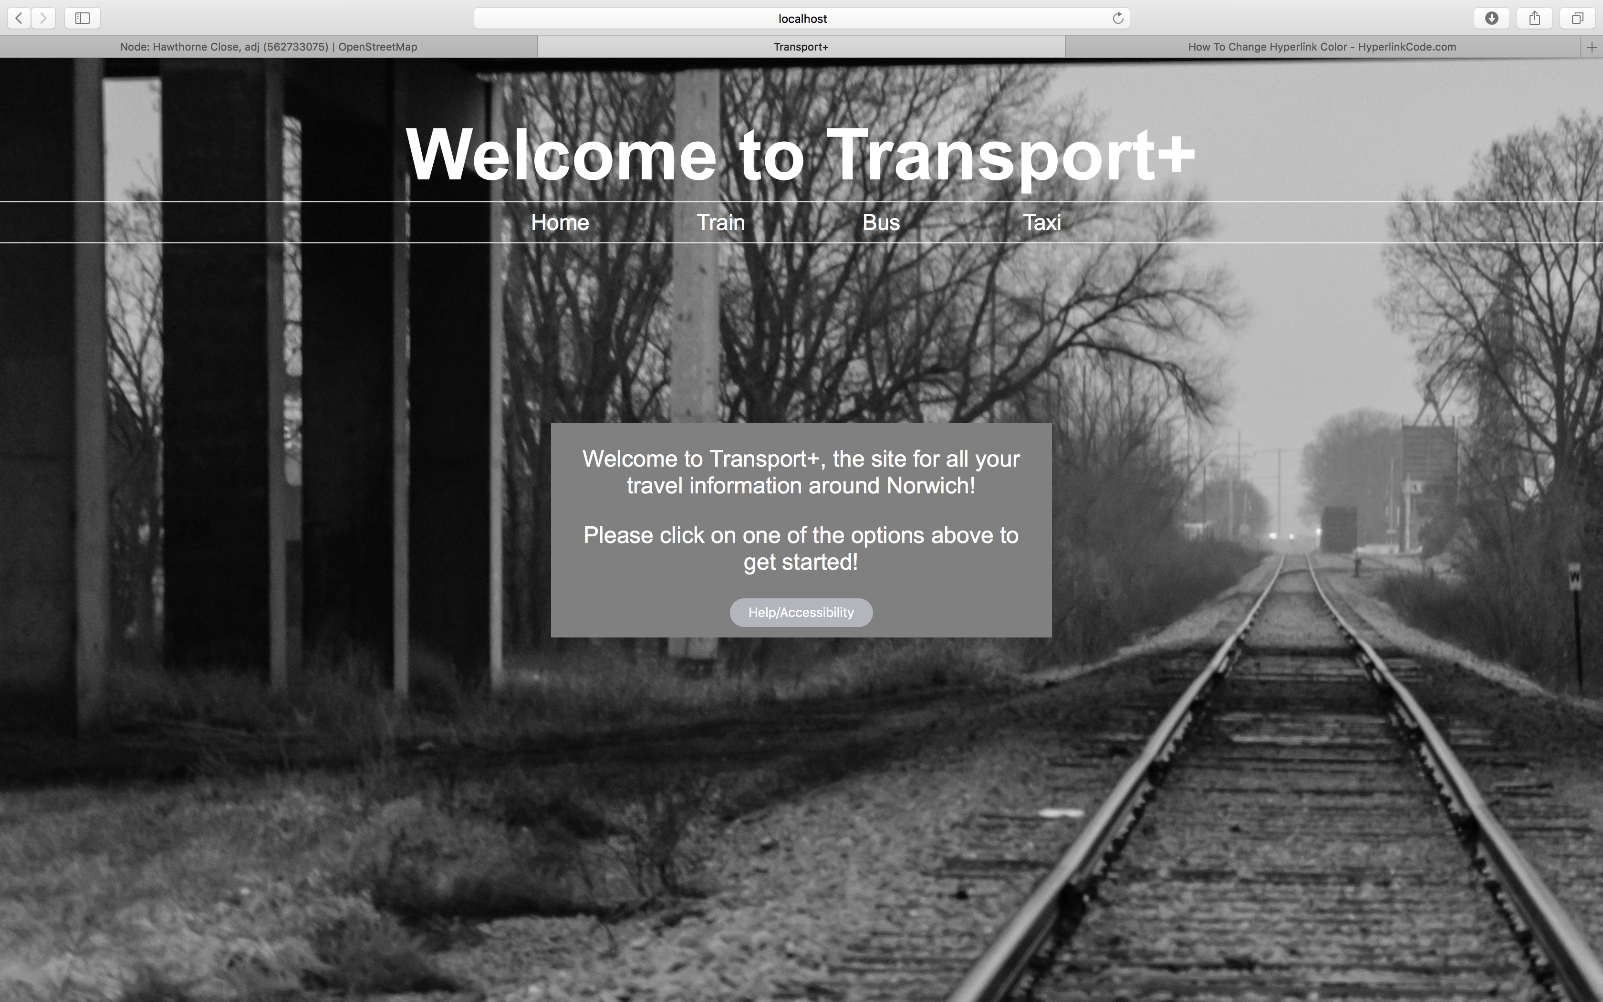 localhost
Node: Hawthorne Close, adj (562733075) | OpenStreetMap
Transport+
How To Change Hyperlink Color - HyperlinkCode.com
Welcome to Transport+
Home
Train
Bus
Taxi
Welcome to Transport+, the site for all your
travel information around Norwich!
Please click on one of the options above to
get started!
Help/Accessibility
W